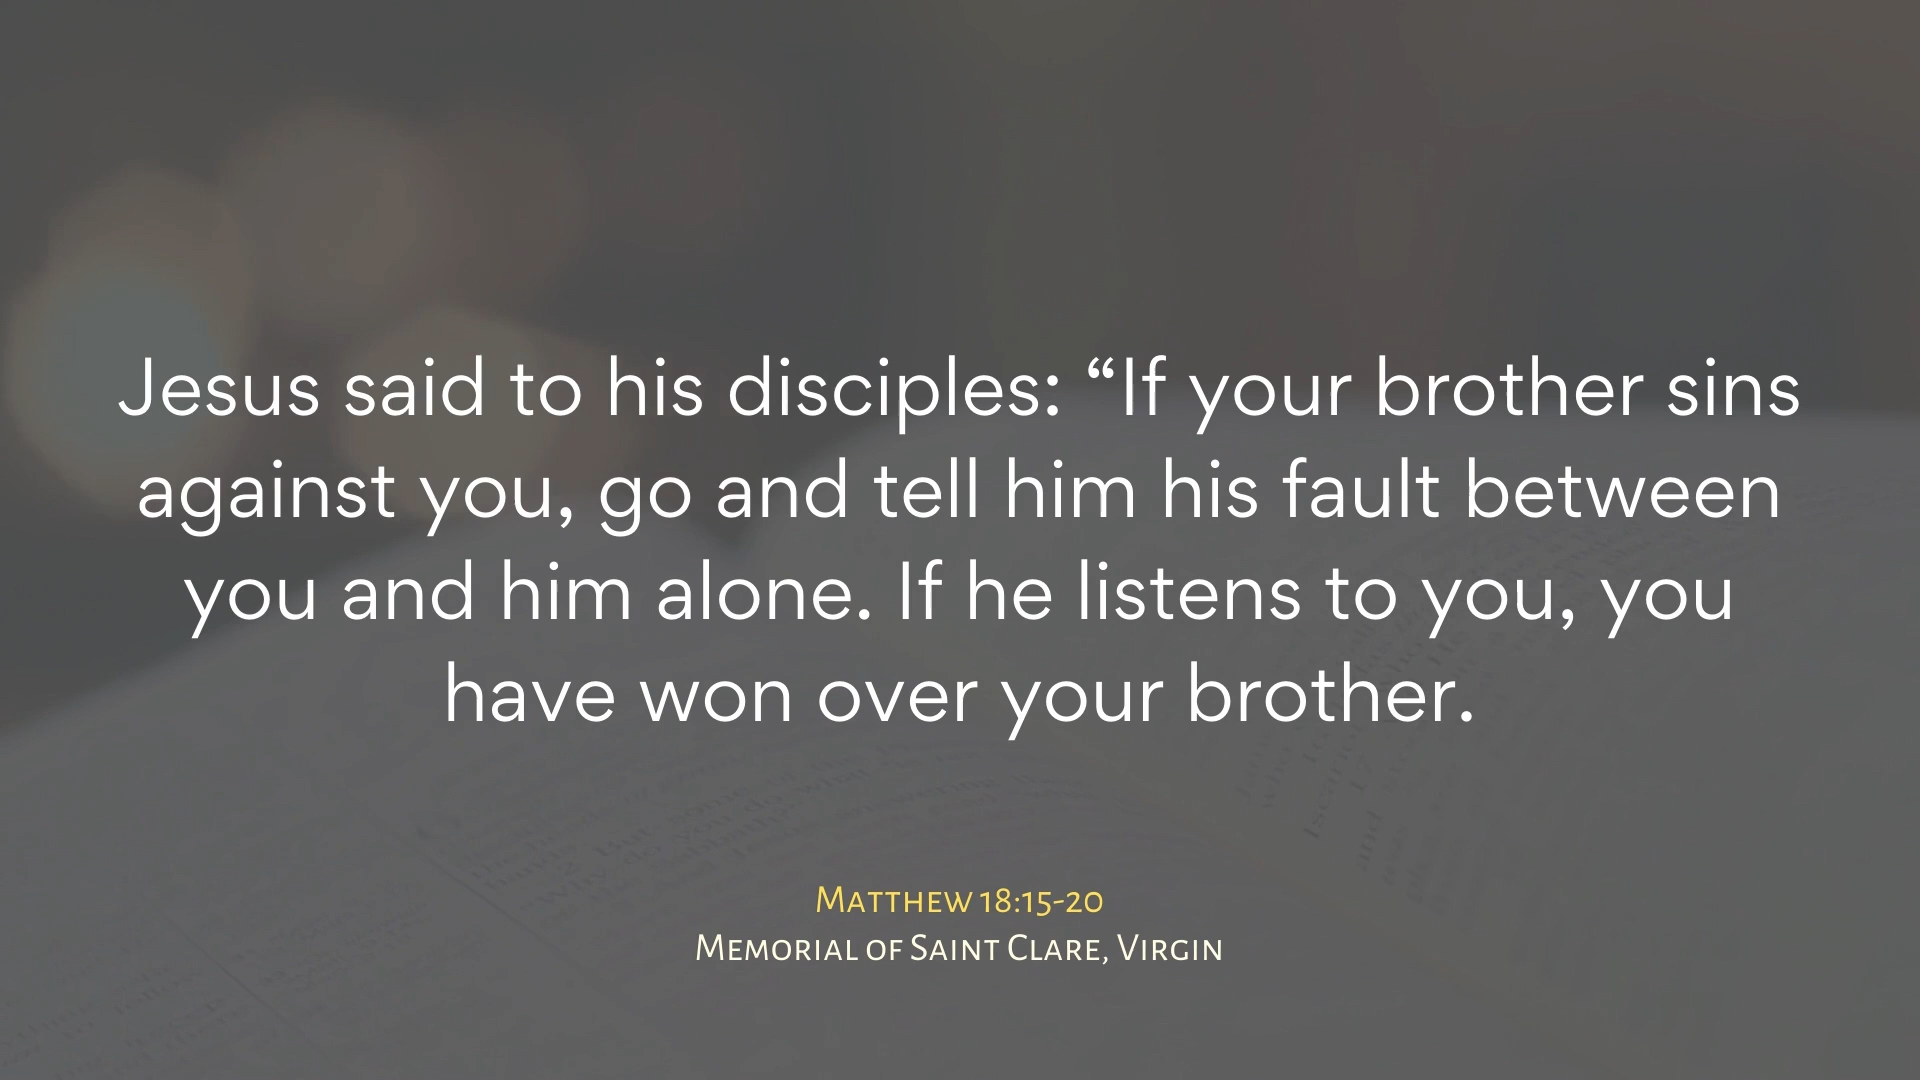 Jesus said to his disciples: “If your brother sins
against you, go and tell him his fault between
you and him alone. If he listens to you, you
have won over your brother.
Matthew 18:15-20
Memorial of Saint Clare, Virgin